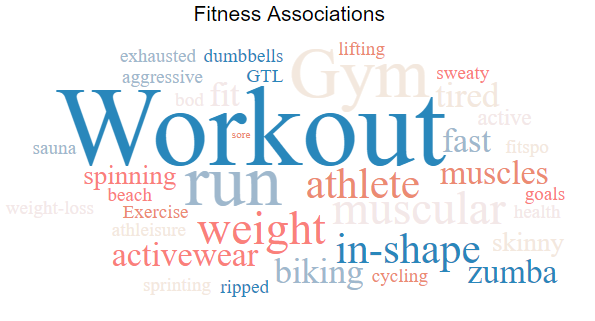 Fitness Associations
lifting
exhausted dumbbells
Gym
sweaty
aggressive GTL
Workout
bod fit
tired
active
sore
fast
fitspo
sauna
spinning
run
athlete
muscles
beach
goals
weight-loss
Exercise
muscular
health
athleisure
weight
in-shape
skinny
activewear
biking
cycling
zumba
sprinting
ripped